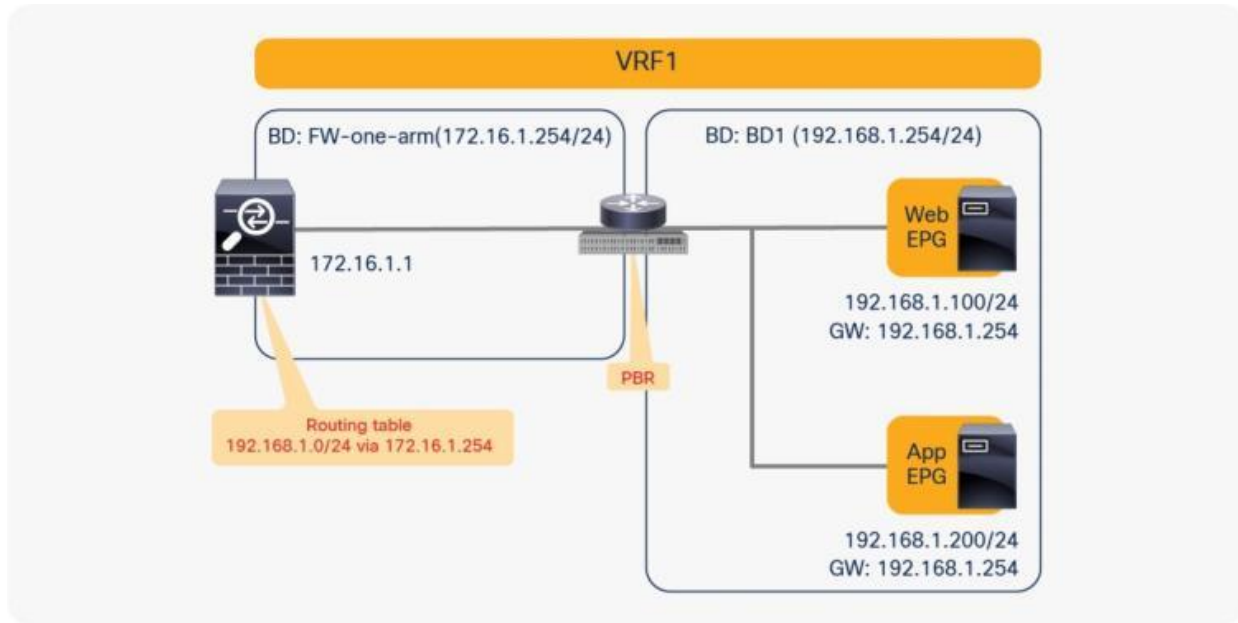 VRF1
BD: FW-one-arm(172.16.1.254/24)
BD: BD1 (192.168.1.254/24)
172.16.1.1
PBR
Routing table
192.168.1.0/24 via 172.16.1.254
Web
EPG
192.168.1.100/24
GW: 192.168.1.254
App
EPG
192.168.1.200/24
GW: 192.168.1.254